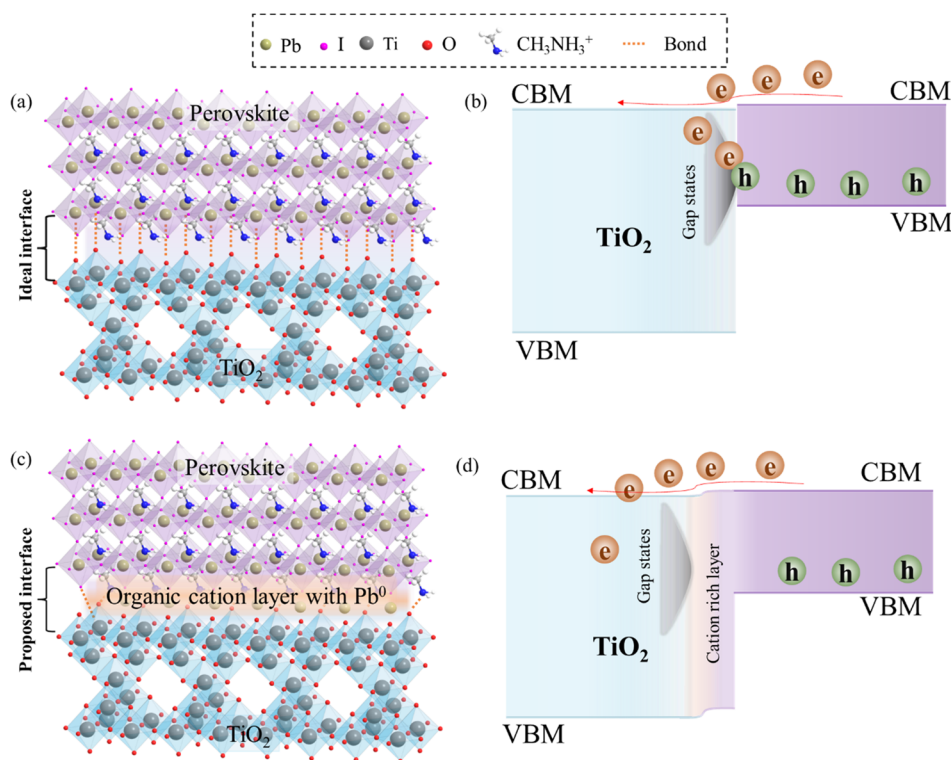 Pb I Ti O CH₃NH₃⁺ Bond
(a)
Perovskite
Ideal interface
TiO₂
(b)
CBM
e e e
CBM
e
e
h h h h
Gap states
TiO₂
VBM
VBM
(c)
Perovskite
Proposed interface
Organic cation layer with Pb⁰
TiO₂
(d)
CBM
e e e e
CBM
e
Gap states
Cation rich layer
h h h
TiO₂
VBM
VBM